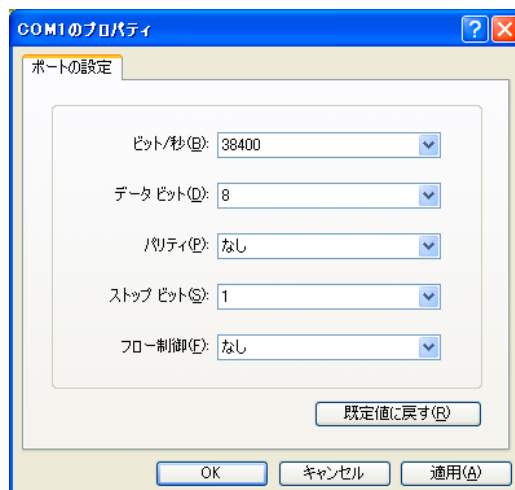 COM1のプロパティ
ポートの設定
ビット/秒(B): 38400
データ ビット(D): 8
パリティ(P): なし
ストップ ビット(S): 1
フロー制御(F): なし
既定値に戻す(R)
OK キャンセル 適用(A)